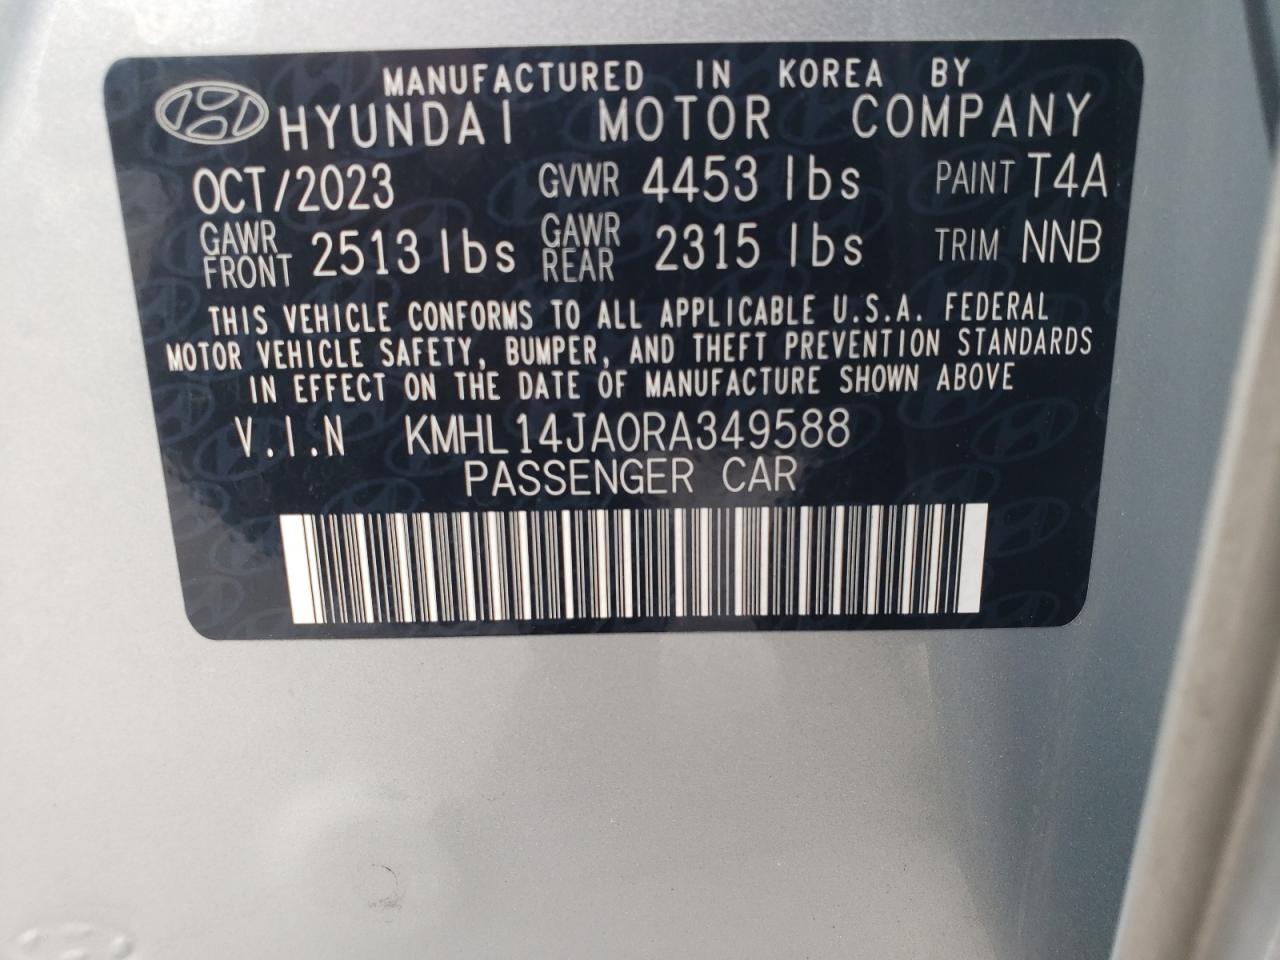 MANUFACTURED IN KOREA BY
HYUNDAI MOTOR COMPANY
OCT/2023 GVWR 4453 lbs PAINT T4A
GAWR FRONT 2513 lbs GAWR REAR 2315 lbs TRIM NNB
THIS VEHICLE CONFORMS TO ALL APPLICABLE U.S.A. FEDERAL
MOTOR VEHICLE SAFETY, BUMPER, AND THEFT PREVENTION STANDARDS
IN EFFECT ON THE DATE OF MANUFACTURE SHOWN ABOVE
V.I.N KMHL14JA0RA349588
PASSENGER CAR